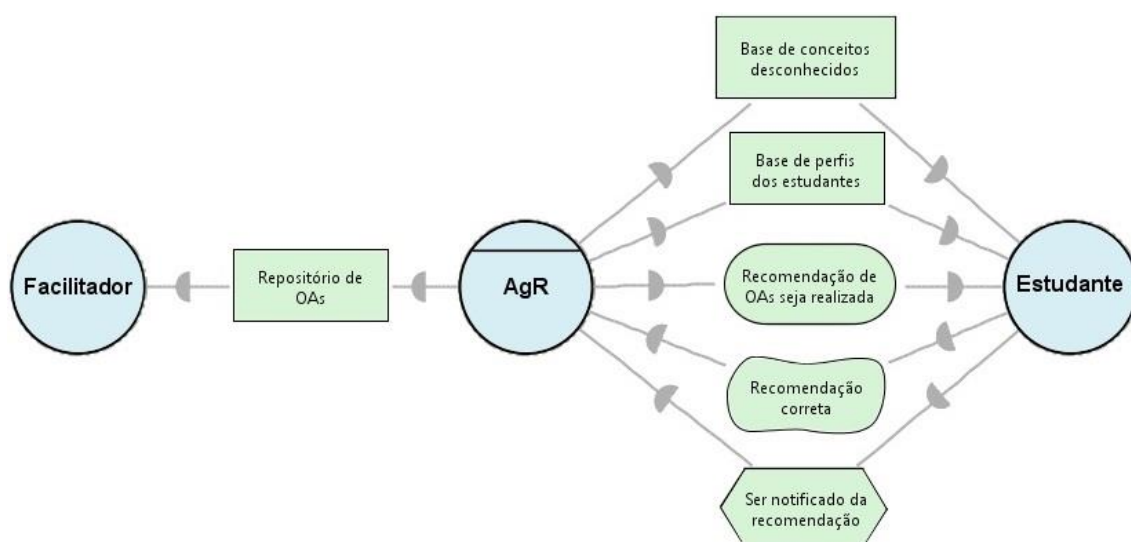 Base de conceitos
desconhecidos
Base de perfis
dos estudantes
Facilitador
Repositório de
OAs
AgR
Recomendação de
OAs seja realizada
Estudante
Recomendação
correta
Ser notificado da
recomendação